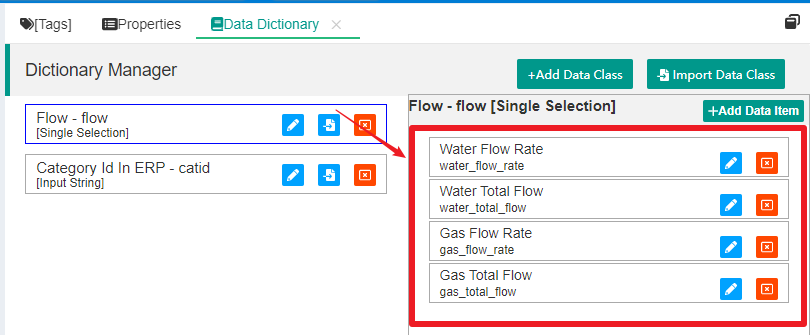 [Tags] Properties Data Dictionary
Dictionary Manager
+Add Data Class Import Data Class
Flow - flow
[Single Selection]
Category Id In ERP - catid
[Input String]
Flow - flow [Single Selection]
+Add Data Item
Water Flow Rate
water_flow_rate
Water Total Flow
water_total_flow
Gas Flow Rate
gas_flow_rate
Gas Total Flow
gas_total_flow